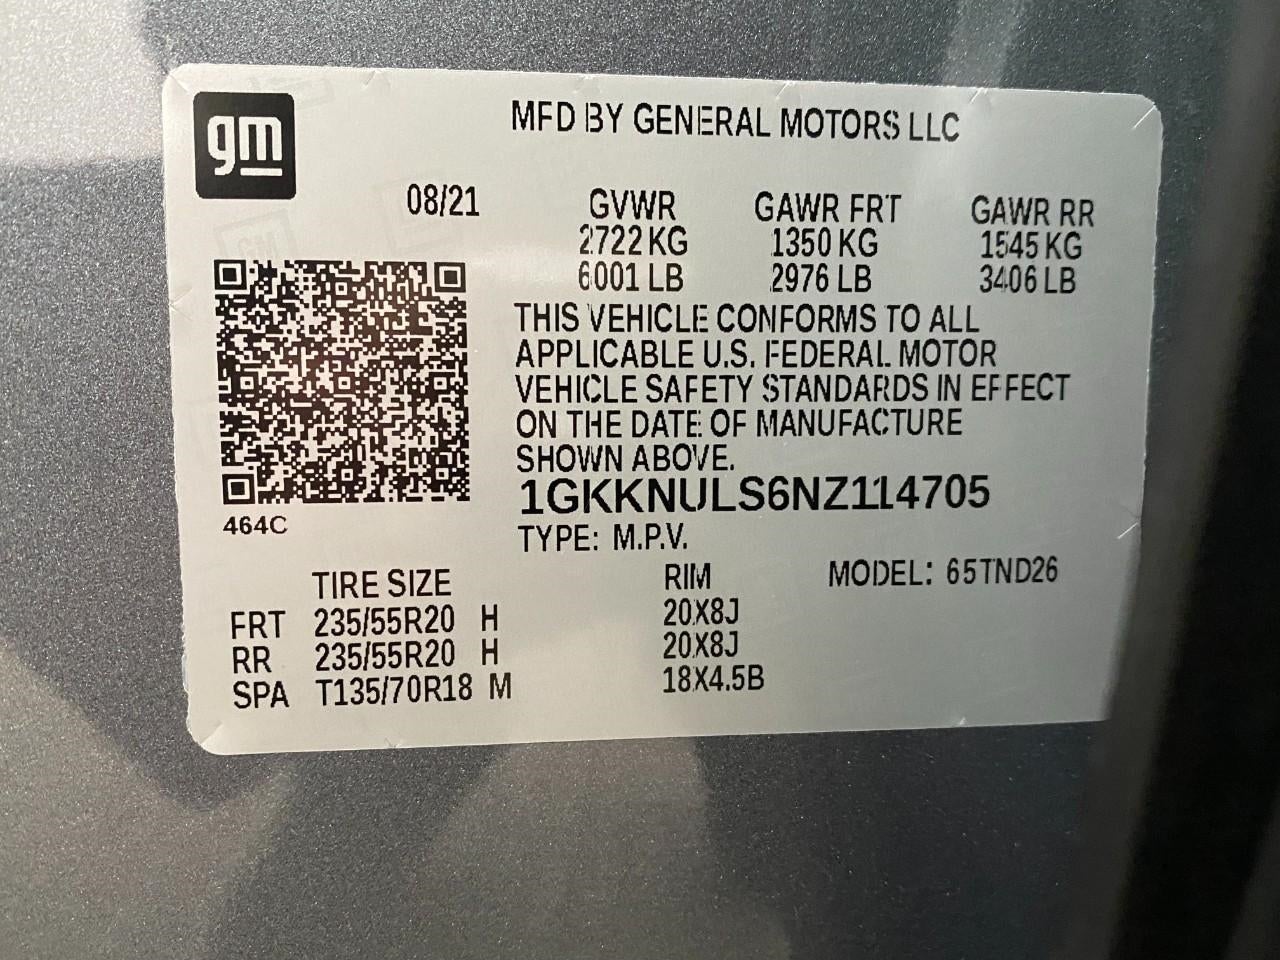 gm
MFD BY GENERAL MOTORS LLC
08/21 GVWR GAWR FRT GAWR RR
2722 KG 1350 KG 1545 KG
6001 LB 2976 LB 3406 LB
THIS VEHICLE CONFORMS TO ALL
APPLICABLE U.S. FEDERAL MOTOR
VEHICLE SAFETY STANDARDS IN EFFECT
ON THE DATE OF MANUFACTURE
SHOWN ABOVE.
1GKKNULS6NZ114705
464C
TYPE: M.P.V.
TIRE SIZE RIM MODEL: 65TND26
FRT 235/55R20 H 20X8J
RR 235/55R20 H 20X8J
SPA T135/70R18 M 18X4.5B